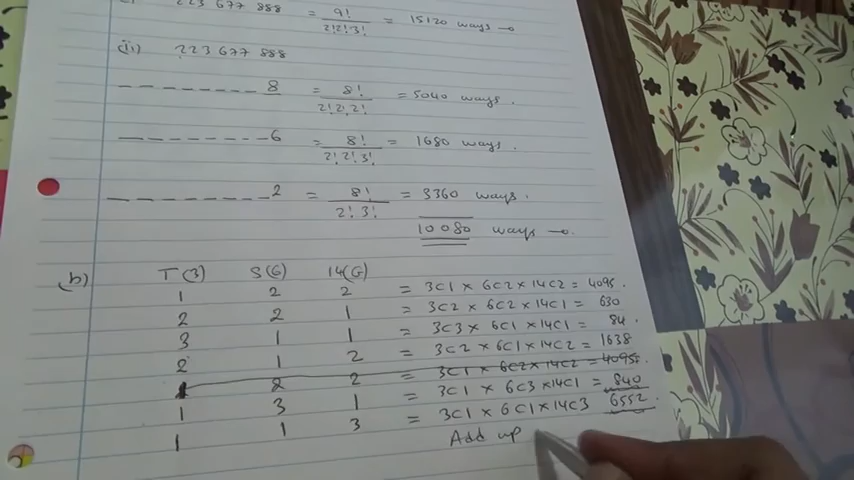 223 677 888 = 9! / 2!2!3! = 15120 ways
(ii) 223 677 888
_ _ _ _ _ _ _ _ 8 = 8! / 2!2!2! = 5040 ways.
_ _ _ _ _ _ _ _ 6 = 8! / 2!2!3! = 1680 ways.
_ _ _ _ _ _ _ _ 2 = 8! / 2!3! = 3360 ways.
10080 ways
(b) T(3) S(6) 14(G)
1 2 2 = 3C1 × 6C2 × 14C2 = 4095.
2 2 1 = 3C2 × 6C2 × 14C1 = 630
3 1 1 = 3C3 × 6C1 × 14C1 = 84
2 1 2 = 3C2 × 6C1 × 14C2 = 1638
1 2 2 = 3C1 × 6C2 × 14C2 = 4095.
1 3 1 = 3C1 × 6C3 × 14C1 = 840
1 1 3 = 3C1 × 6C1 × 14C3 6552.
Add up